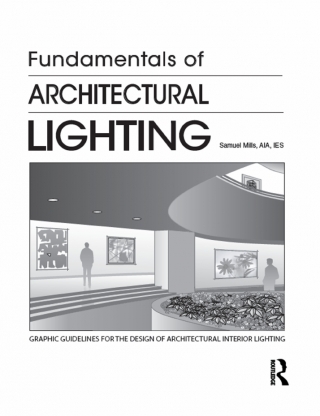 Fundamentals of
ARCHITECTURAL
LIGHTING
Samuel Mills, AIA, IES
GRAPHIC GUIDELINES FOR THE DESIGN OF ARCHITECTURAL INTERIOR LIGHTING
R
ROUTLEDGE